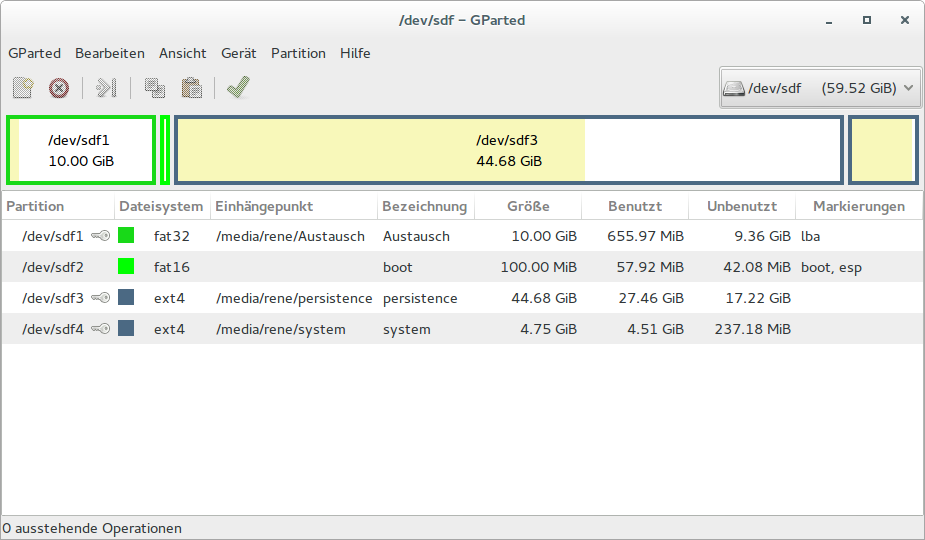 /dev/sdf – GParted
GParted Bearbeiten Ansicht Gerät Partition Hilfe
/dev/sdf (59.52 GiB)
/dev/sdf1
10.00 GiB
/dev/sdf3
44.68 GiB
Partition Dateisystem Einhängepunkt Bezeichnung Größe Benutzt Unbenutzt Markierungen
/dev/sdf1 fat32 /media/rene/Austausch Austausch 10.00 GiB 655.97 MiB 9.36 GiB lba
/dev/sdf2 fat16 boot 100.00 MiB 57.92 MiB 42.08 MiB boot, esp
/dev/sdf3 ext4 /media/rene/persistence persistence 44.68 GiB 27.46 GiB 17.22 GiB
/dev/sdf4 ext4 /media/rene/system system 4.75 GiB 4.51 GiB 237.18 MiB
0 ausstehende Operationen